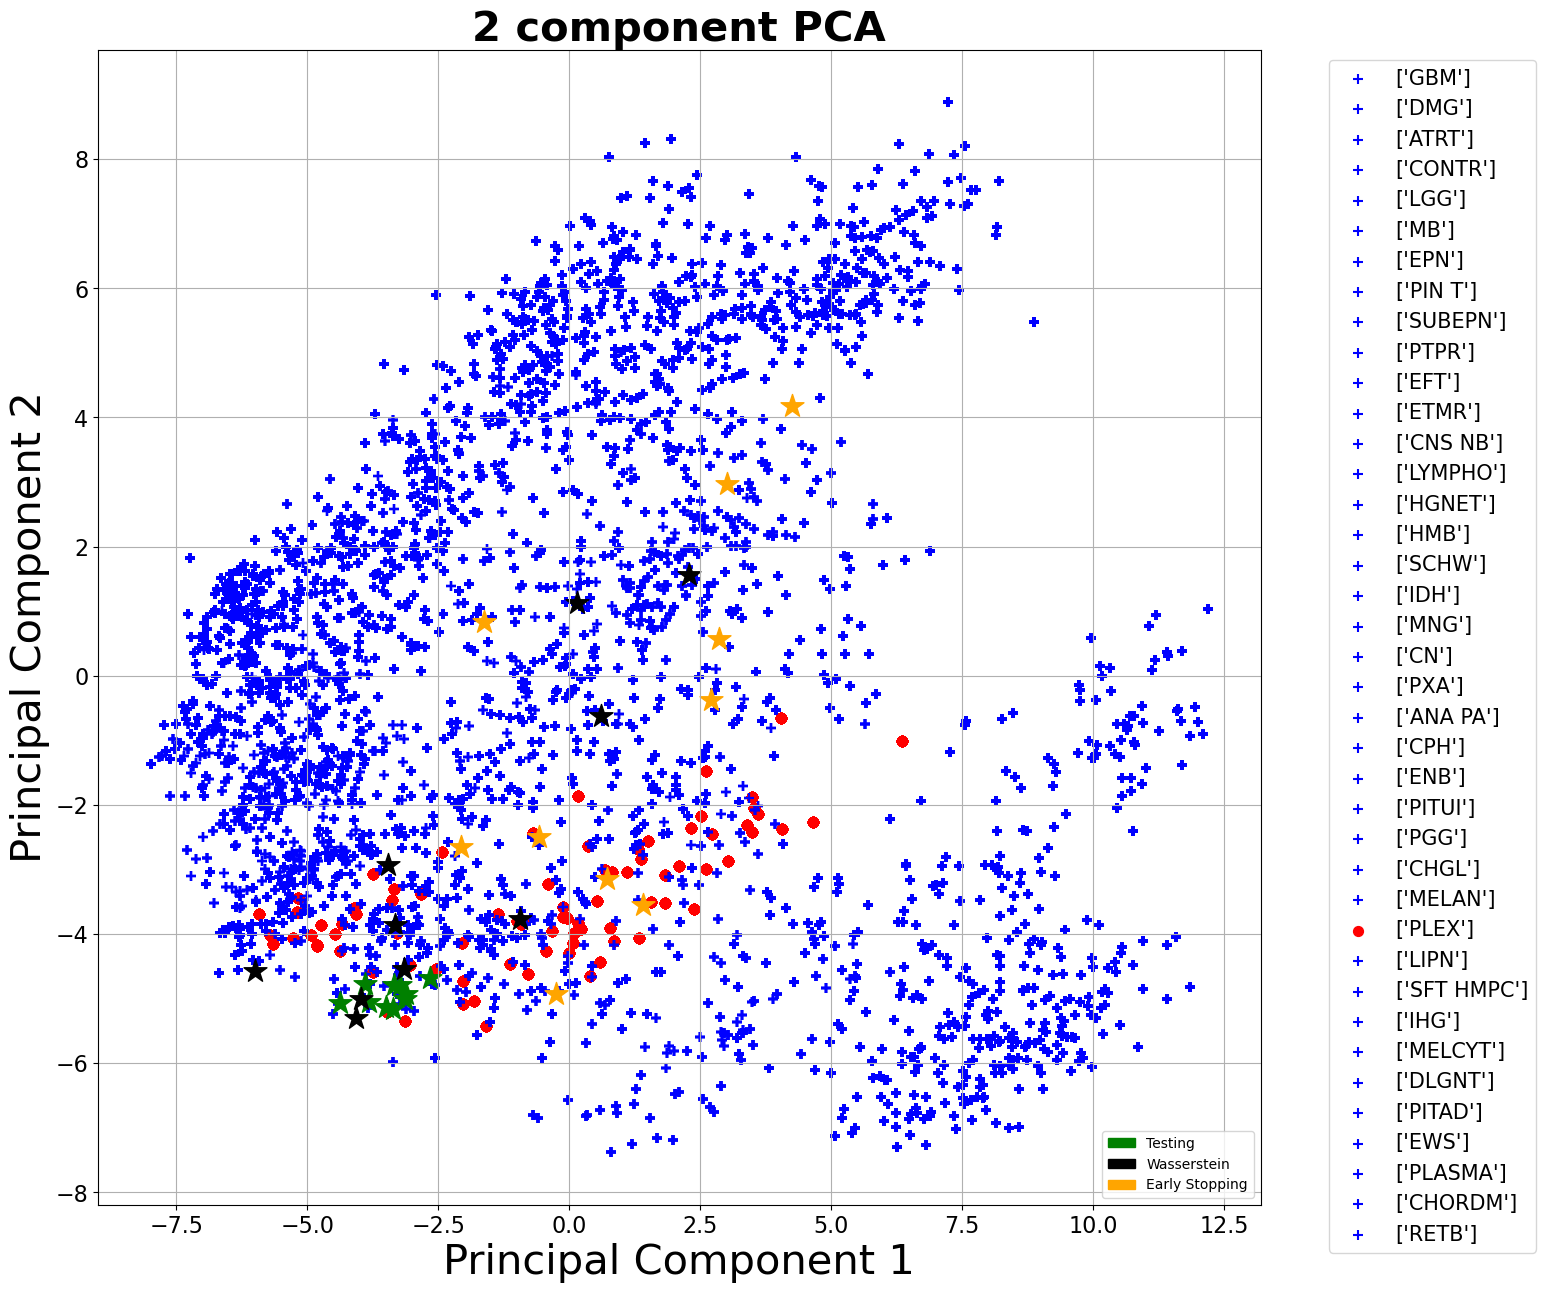 2 component PCA
Principal Component 2
8
6
4
2
0
−2
−4
−6
−8
−7.5 −5.0 −2.5 0.0 2.5 5.0 7.5 10.0 12.5
Principal Component 1
Testing
Wasserstein
Early Stopping
['GBM']
['DMG']
['ATRT']
['CONTR']
['LGG']
['MB']
['EPN']
['PIN T']
['SUBEPN']
['PTPR']
['EFT']
['ETMR']
['CNS NB']
['LYMPHO']
['HGNET']
['HMB']
['SCHW']
['IDH']
['MNG']
['CN']
['PXA']
['ANA PA']
['CPH']
['ENB']
['PITUI']
['PGG']
['CHGL']
['MELAN']
['PLEX']
['LIPN']
['SFT HMPC']
['IHG']
['MELCYT']
['DLGNT']
['PITAD']
['EWS']
['PLASMA']
['CHORDM']
['RETB']